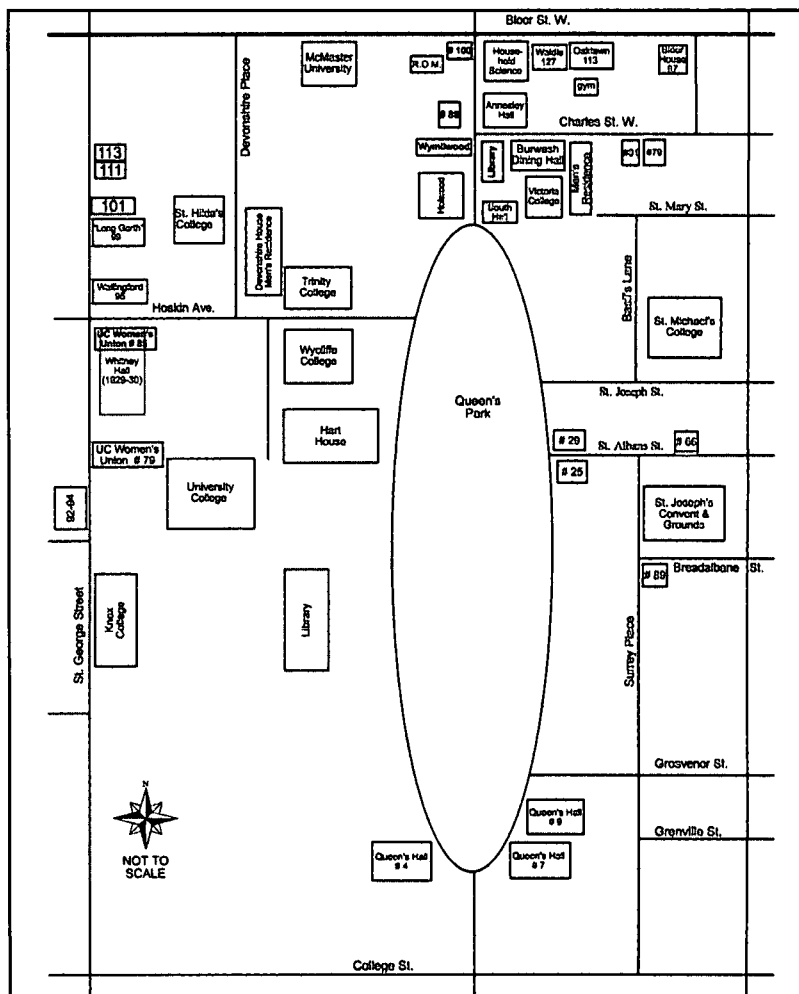 Bloor St. W.
McMaster
University
Devonshire Place
R.O.M.
# 100
# 88
Wymilwood
House-
hold
Science
Waldie
127
Oaklawn
113
Bloor
House
87
gym
Annesley
Hall
Charles St. W.
113
111
101
"Long Garth"
99
St. Hilda's
College
Devonshire House
Men's Residence
Holwood
Library
Burwash
Dining Hall
Victoria
College
Men's
Residence
South
Hall
#31
#79
St. Mary St.
Wallingford
95
Hoskin Ave.
Trinity
College
St. Michael's
College
UC Women's
Union # 85
Whitney
Hall
(1929-30)
Wycliffe
College
Queen's
Park
St. Joseph St.
Hart
House
# 29
St. Albans St.
# 66
UC Women's
Union # 79
University
College
# 25
92-94
St. Joseph's
Convent &
Grounds
# 89
Breadalbane St.
St. George Street
Knox
College
Library
Surrey Place
Grosvenor St.
N
NOT TO
SCALE
Queen's Hall
# 9
Grenville St.
Queen's Hall
# 4
Queen's Hall
# 7
College St.